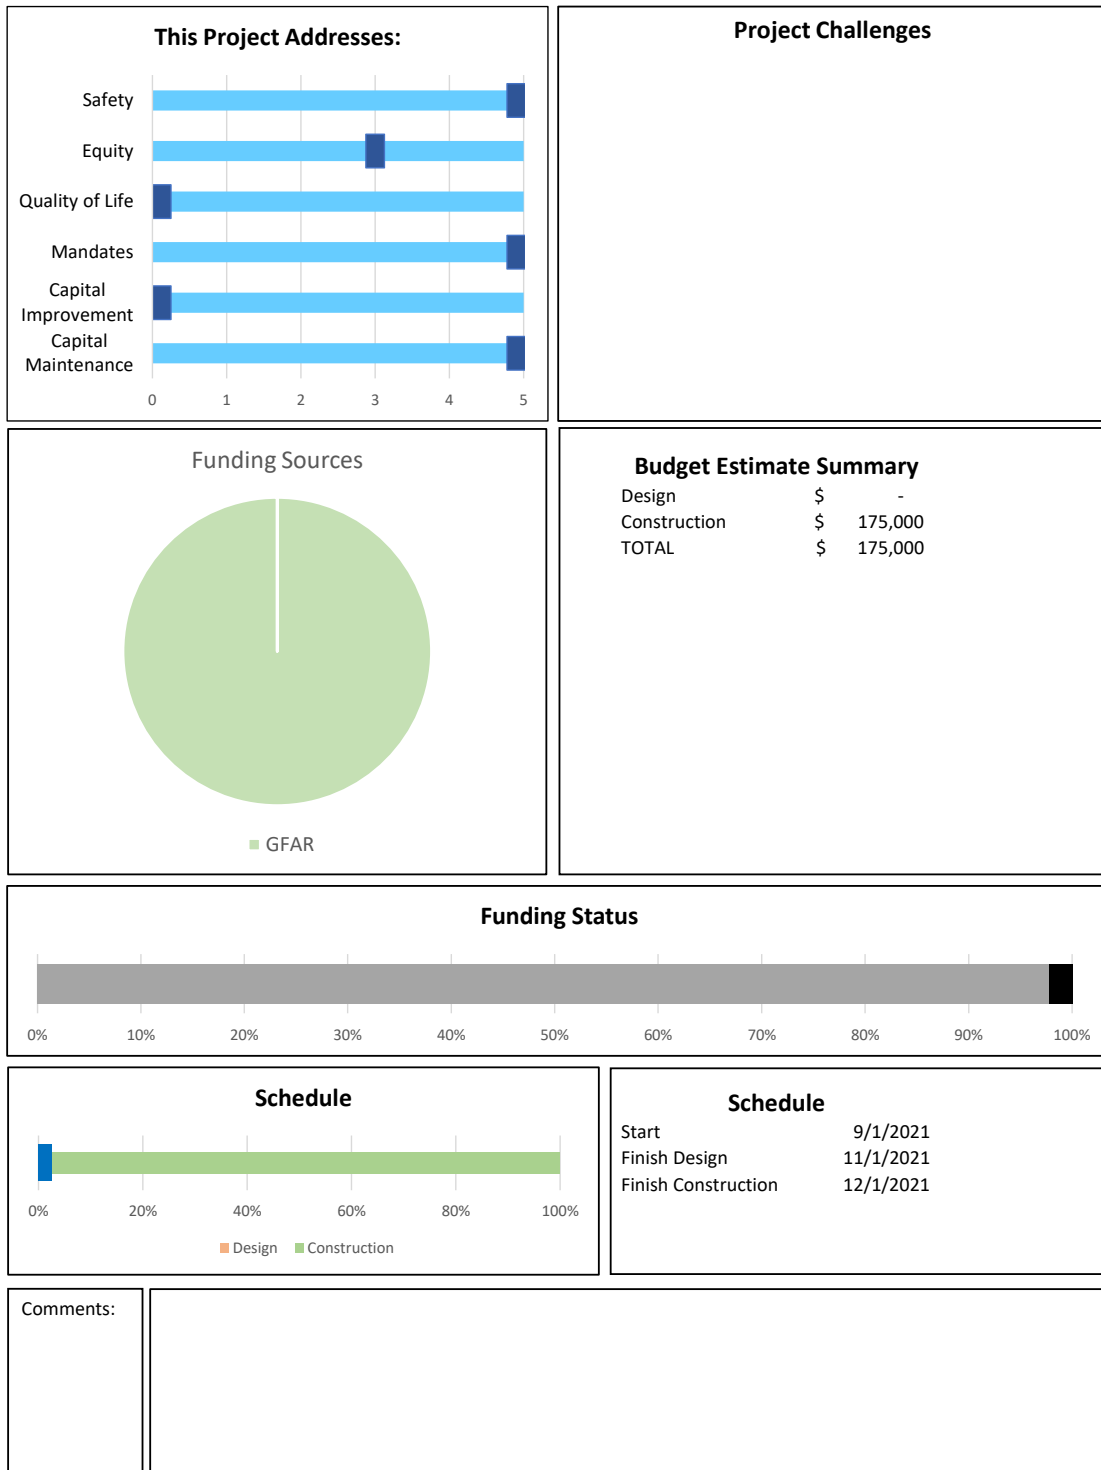 This Project Addresses:
Safety
Equity
Quality of Life
Mandates
Capital
Improvement
Capital
Maintenance
0 1 2 3 4 5
Project Challenges
Funding Sources
GFAR
Budget Estimate Summary
Design $ -
Construction $ 175,000
TOTAL $ 175,000
Funding Status
0% 10% 20% 30% 40% 50% 60% 70% 80% 90% 100%
Schedule
0% 20% 40% 60% 80% 100%
Design Construction
Schedule
Start 9/1/2021
Finish Design 11/1/2021
Finish Construction 12/1/2021
Comments: